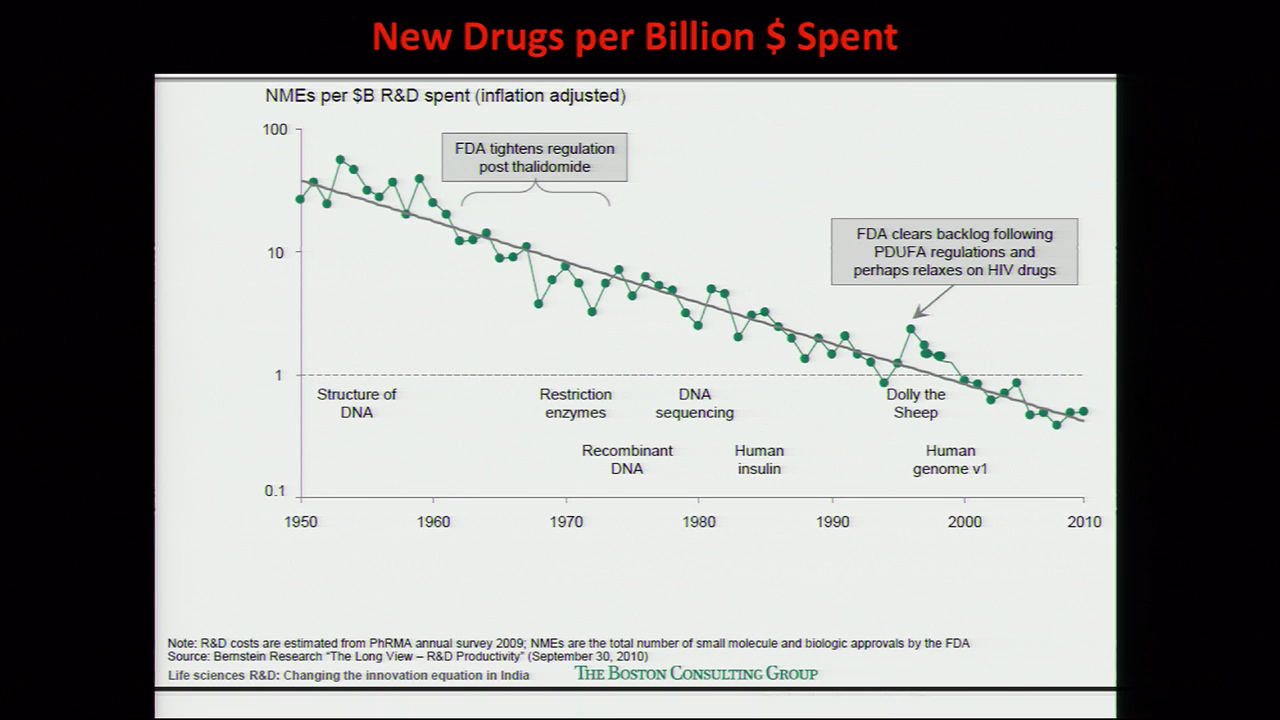 New Drugs per Billion $ Spent
NMEs per $B R&D spent (inflation adjusted)
100
FDA tightens regulation
post thalidomide
10
FDA clears backlog following
PDUFA regulations and
perhaps relaxes on HIV drugs
1
Structure of
DNA
Restriction
enzymes
DNA
sequencing
Dolly the
Sheep
Recombinant
DNA
Human
insulin
Human
genome v1
0.1
1950 1960 1970 1980 1990 2000 2010
Note: R&D costs are estimated from PhRMA annual survey 2009; NMEs are the total number of small molecule and biologic approvals by the FDA
Source: Bernstein Research "The Long View – R&D Productivity" (September 30, 2010)
Life sciences R&D: Changing the innovation equation in India THE BOSTON CONSULTING GROUP